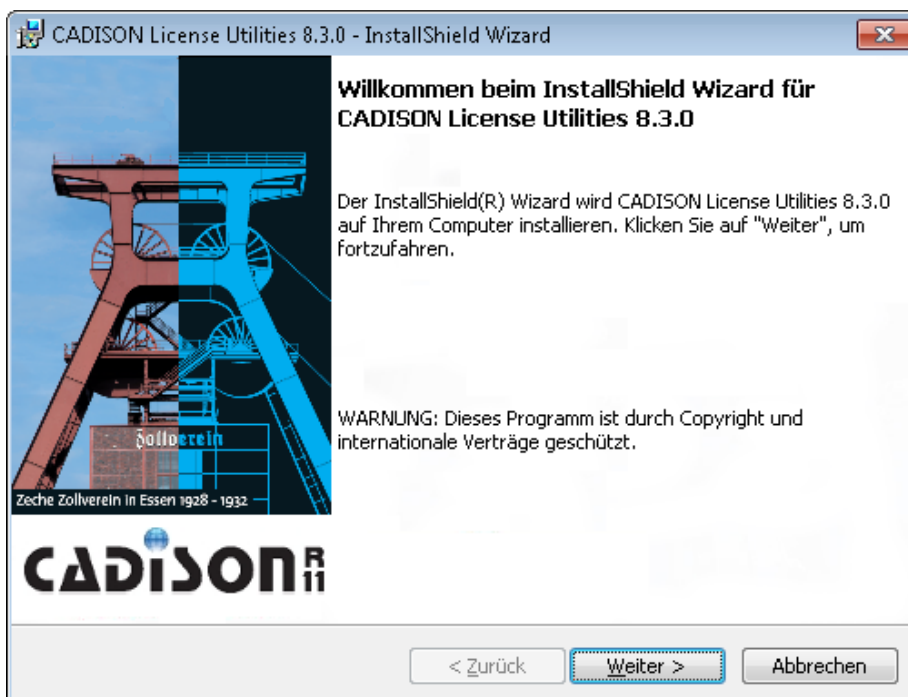 CADISON License Utilities 8.3.0 - InstallShield Wizard
Willkommen beim InstallShield Wizard für
CADISON License Utilities 8.3.0
Der InstallShield(R) Wizard wird CADISON License Utilities 8.3.0
auf Ihrem Computer installieren. Klicken Sie auf "Weiter", um
fortzufahren.
WARNUNG: Dieses Programm ist durch Copyright und
internationale Verträge geschützt.
Zollverein
Zeche Zollverein in Essen 1928 - 1932
CADISON R
11
< Zurück
Weiter >
Abbrechen